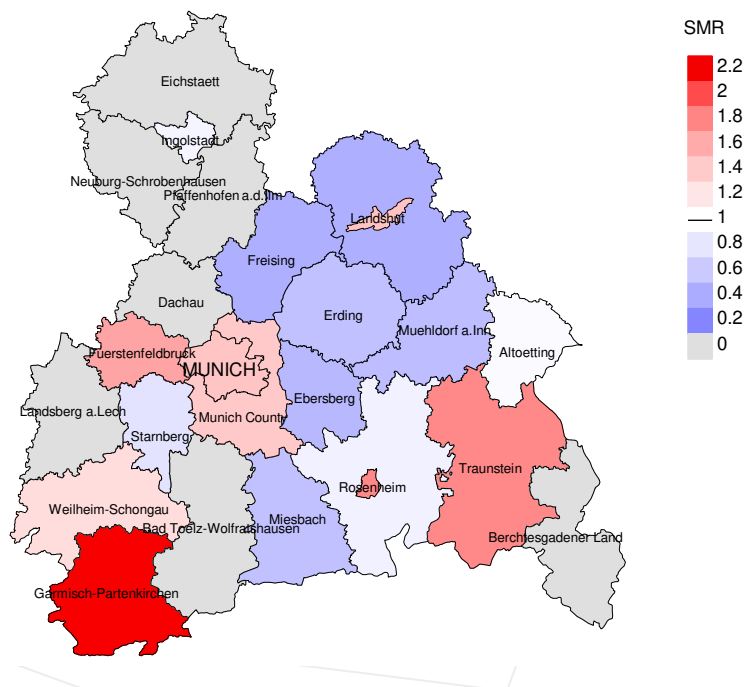 SMR
2.2
2
1.8
1.6
1.4
1.2
1
0.8
0.6
0.4
0.2
0
Eichstaett
Ingolstadt
Neuburg-Schrobenhausen
Pfaffenhofen a.d.Ilm
Landshut
Freising
Dachau
Erding
Muehldorf a.Inn
Altoetting
Fuerstenfeldbruck
MUNICH
Ebersberg
Landsberg a.Lech
Munich County
Starnberg
Traunstein
Rosenheim
Weilheim-Schongau
Miesbach
Bad Toelz-Wolfratshausen
Berchtesgadener Land
Garmisch-Partenkirchen